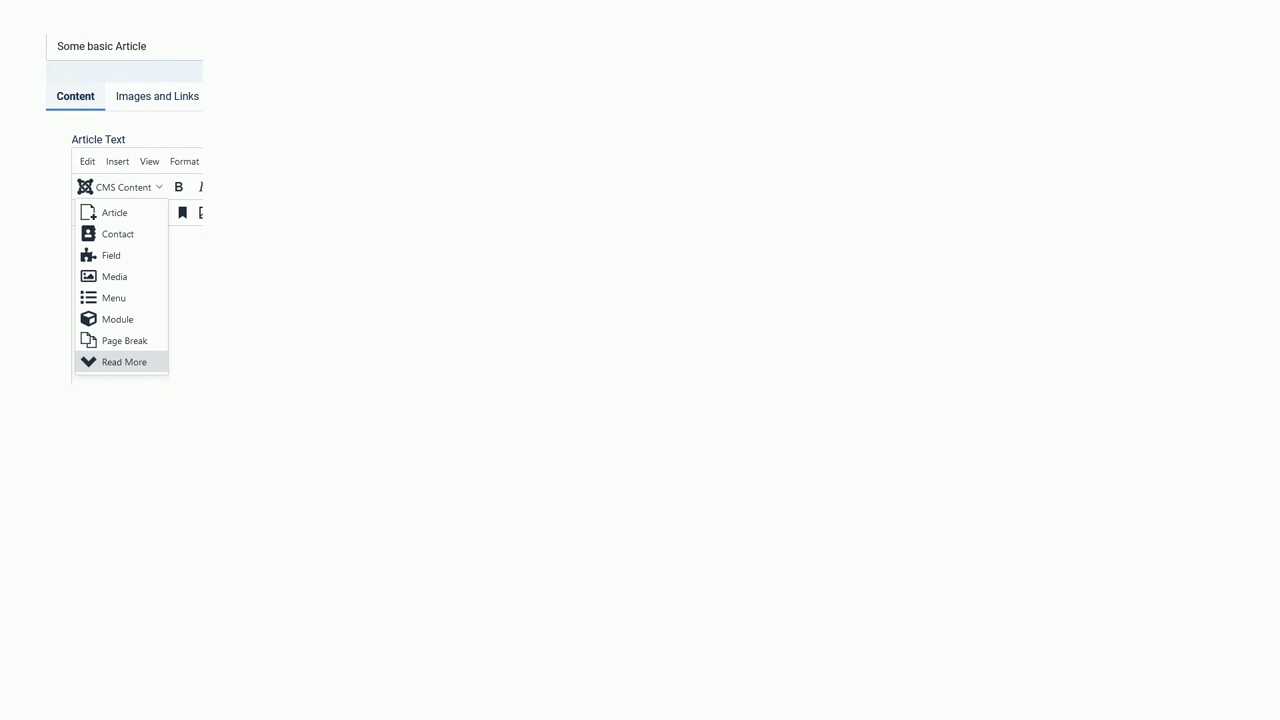 Some basic Article
Content Images and Links
Article Text
Edit Insert View Format
CMS Content B I
Article
Contact
Field
Media
Menu
Module
Page Break
Read More